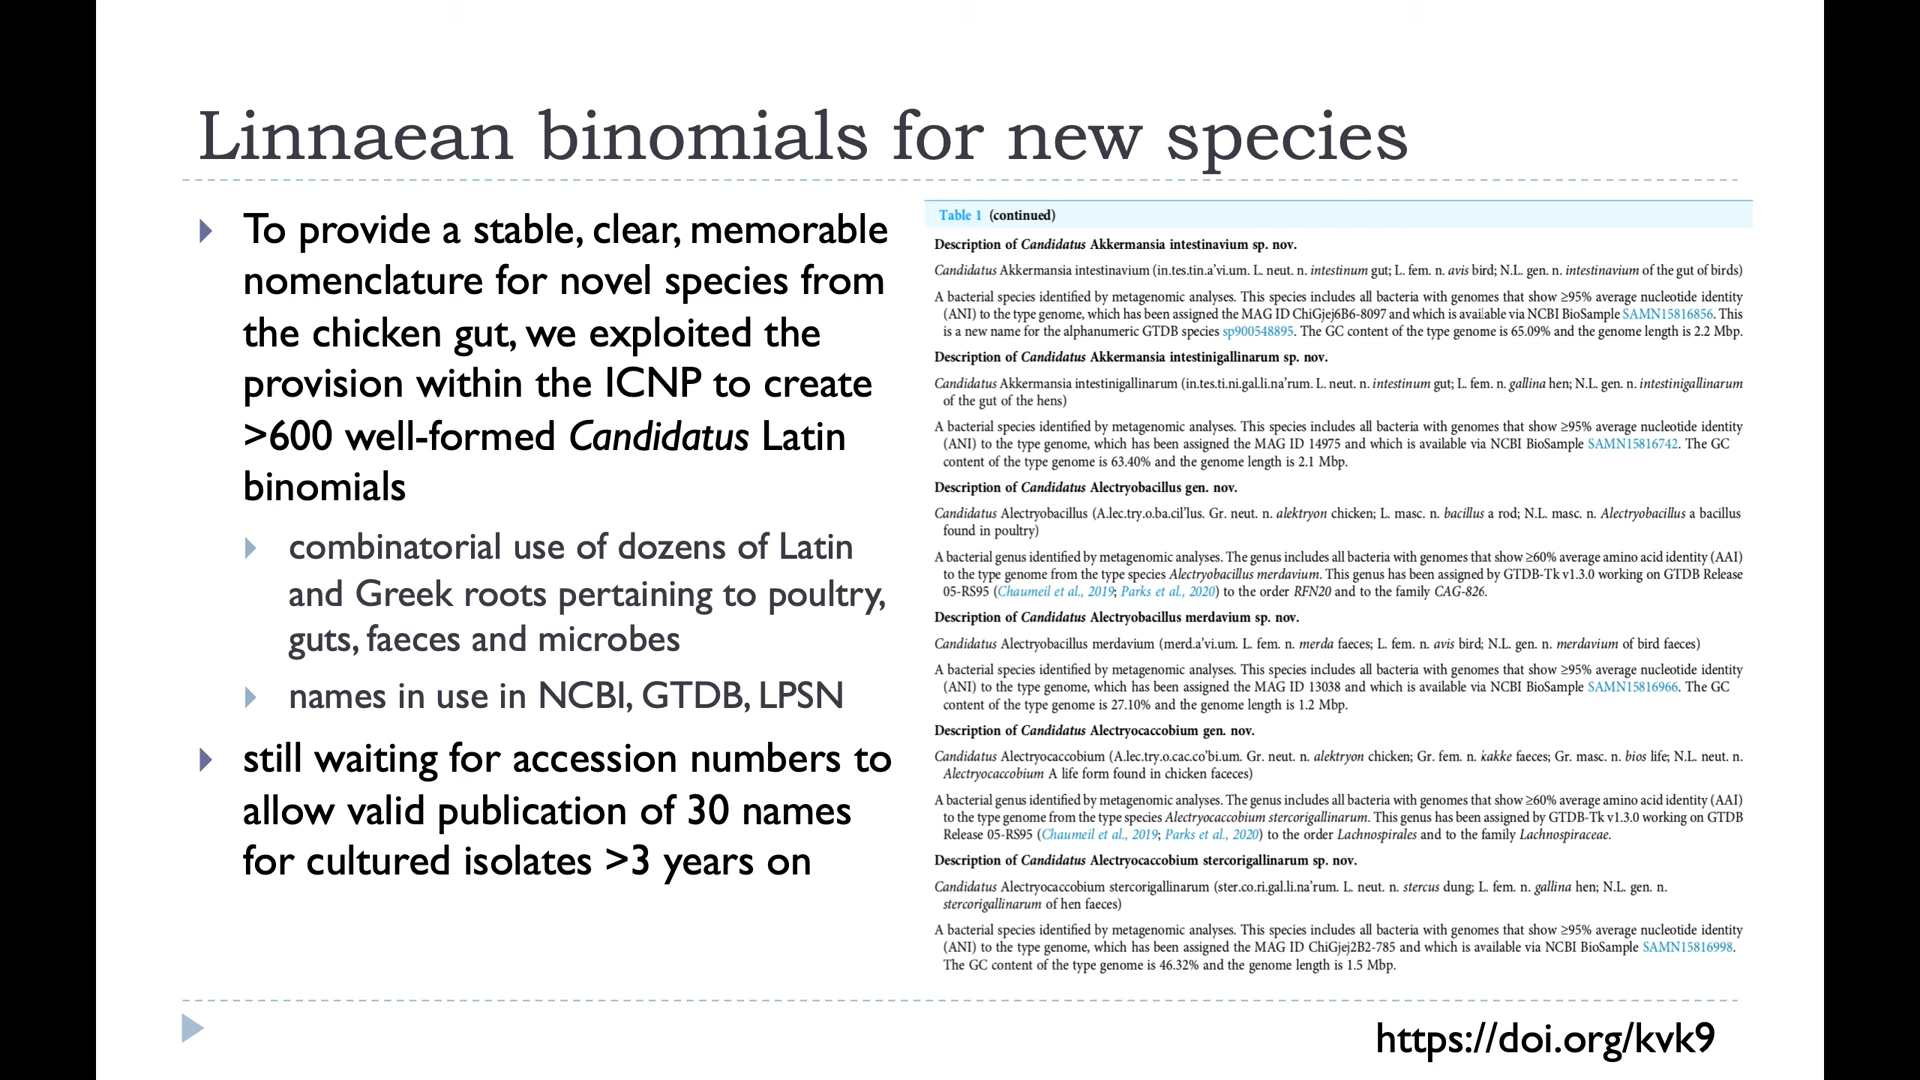 Linnaean binomials for new species
To provide a stable, clear, memorable
nomenclature for novel species from
the chicken gut, we exploited the
provision within the ICNP to create
>600 well-formed Candidatus Latin
binomials
combinatorial use of dozens of Latin
and Greek roots pertaining to poultry,
guts, faeces and microbes
names in use in NCBI, GTDB, LPSN
still waiting for accession numbers to
allow valid publication of 30 names
for cultured isolates >3 years on
Table 1 (continued)
Description of Candidatus Akkermansia intestinavium sp. nov.
Candidatus Akkermansia intestinavium (in.tes.tin.a’vi.um. L. neut. n. intestinum gut; L. fem. n. avis bird; N.L. gen. n. intestinavium of the gut of birds)
A bacterial species identified by metagenomic analyses. This species includes all bacteria with genomes that show ≥95% average nucleotide identity
(ANI) to the type genome, which has been assigned the MAG ID ChiGjej6B6-8097 and which is available via NCBI BioSample SAMN15816856. This
is a new name for the alphanumeric GTDB species sp900548895. The GC content of the type genome is 65.09% and the genome length is 2.2 Mbp.
Description of Candidatus Akkermansia intestinigallinarum sp. nov.
Candidatus Akkermansia intestinigallinarum (in.tes.ti.ni.gal.li.na’rum. L. neut. n. intestinum gut; L. fem. n. gallina hen; N.L. gen. n. intestinigallinarum
of the gut of the hens)
A bacterial species identified by metagenomic analyses. This species includes all bacteria with genomes that show ≥95% average nucleotide identity
(ANI) to the type genome, which has been assigned the MAG ID 14975 and which is available via NCBI BioSample SAMN15816742. The GC
content of the type genome is 63.40% and the genome length is 2.1 Mbp.
Description of Candidatus Alectryobacillus gen. nov.
Candidatus Alectryobacillus (A.lec.try.o.ba.cil’lus. Gr. neut. n. alektryon chicken; L. masc. n. bacillus a rod; N.L. masc. n. Alectryobacillus a bacillus
found in poultry)
A bacterial genus identified by metagenomic analyses. The genus includes all bacteria with genomes that show ≥60% average amino acid identity (AAI)
to the type genome from the type species Alectryobacillus merdavium. This genus has been assigned by GTDB-Tk v1.3.0 working on GTDB Release
05-RS95 (Chaumeil et al., 2019; Parks et al., 2020) to the order RFN20 and to the family CAG-826.
Description of Candidatus Alectryobacillus merdavium sp. nov.
Candidatus Alectryobacillus merdavium (merd.a’vi.um. L. fem. n. merda faeces; L. fem. n. avis bird; N.L. gen. n. merdavium of bird faeces)
A bacterial species identified by metagenomic analyses. This species includes all bacteria with genomes that show ≥95% average nucleotide identity
(ANI) to the type genome, which has been assigned the MAG ID 13038 and which is available via NCBI BioSample SAMN15816966. The GC
content of the type genome is 27.10% and the genome length is 1.2 Mbp.
Description of Candidatus Alectryocaccobium gen. nov.
Candidatus Alectryocaccobium (A.lec.try.o.cac.co’bi.um. Gr. neut. n. alektryon chicken; Gr. fem. n. kakke faeces; Gr. masc. n. bios life; N.L. neut. n.
Alectryocaccobium A life form found in chicken faceces)
A bacterial genus identified by metagenomic analyses. The genus includes all bacteria with genomes that show ≥60% average amino acid identity (AAI)
to the type genome from the type species Alectryocaccobium stercorigallinarum. This genus has been assigned by GTDB-Tk v1.3.0 working on GTDB
Release 05-RS95 (Chaumeil et al., 2019; Parks et al., 2020) to the order Lachnospirales and to the family Lachnospiraceae.
Description of Candidatus Alectryocaccobium stercorigallinarum sp. nov.
Candidatus Alectryocaccobium stercorigallinarum (ster.co.ri.gal.li.na’rum. L. neut. n. stercus dung; L. fem. n. gallina hen; N.L. gen. n.
stercorigallinarum of hen faeces)
A bacterial species identified by metagenomic analyses. This species includes all bacteria with genomes that show ≥95% average nucleotide identity
(ANI) to the type genome, which has been assigned the MAG ID ChiGjej2B2-785 and which is available via NCBI BioSample SAMN15816998.
The GC content of the type genome is 46.32% and the genome length is 1.5 Mbp.
https://doi.org/kvk9